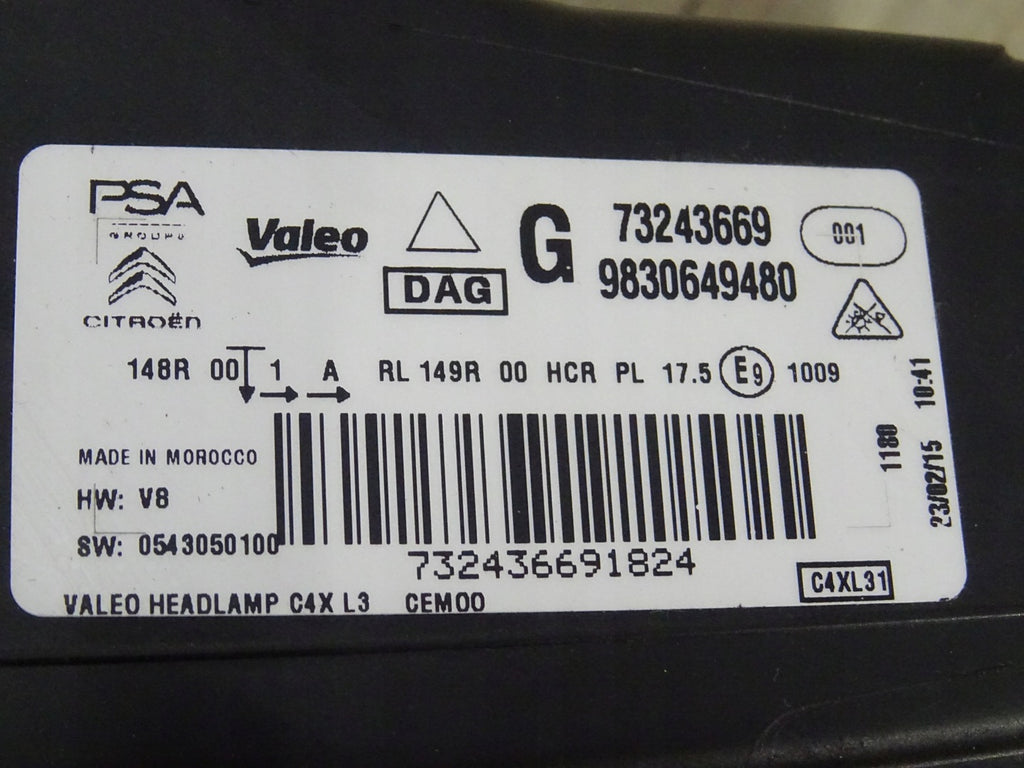 PSA
GROUPE
CITROËN
Valeo
DAG
G
73243669
9830649480
001
148R 00 1 A RL 149R 00 HCR PL 17.5 E9 1009
MADE IN MOROCCO
HW: V8
SW: 0543050100
732436691824
VALEO HEADLAMP C4X L3 CEM00
C4XL31
1180
23/02/15 10:41